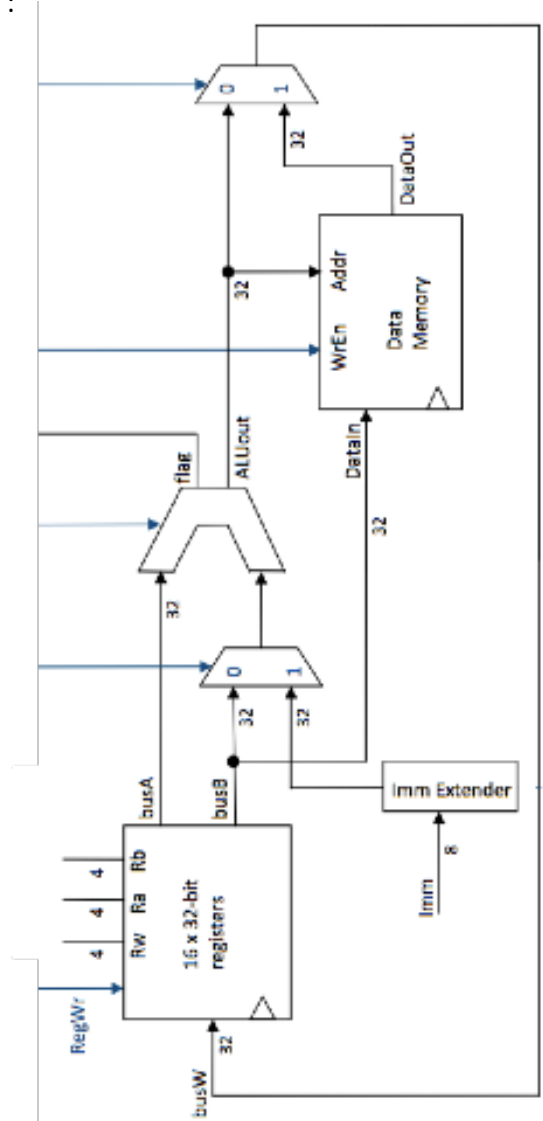 :
RegWr
4
4
4
Rw
Ra
Rb
16 x 32-bit
registers
busW
32
busA
busB
32
32
32
0
1
Imm
8
Imm Extender
flag
ALUout
DataIn
32
32
WrEn
Addr
Data
Memory
DataOut
32
0
1